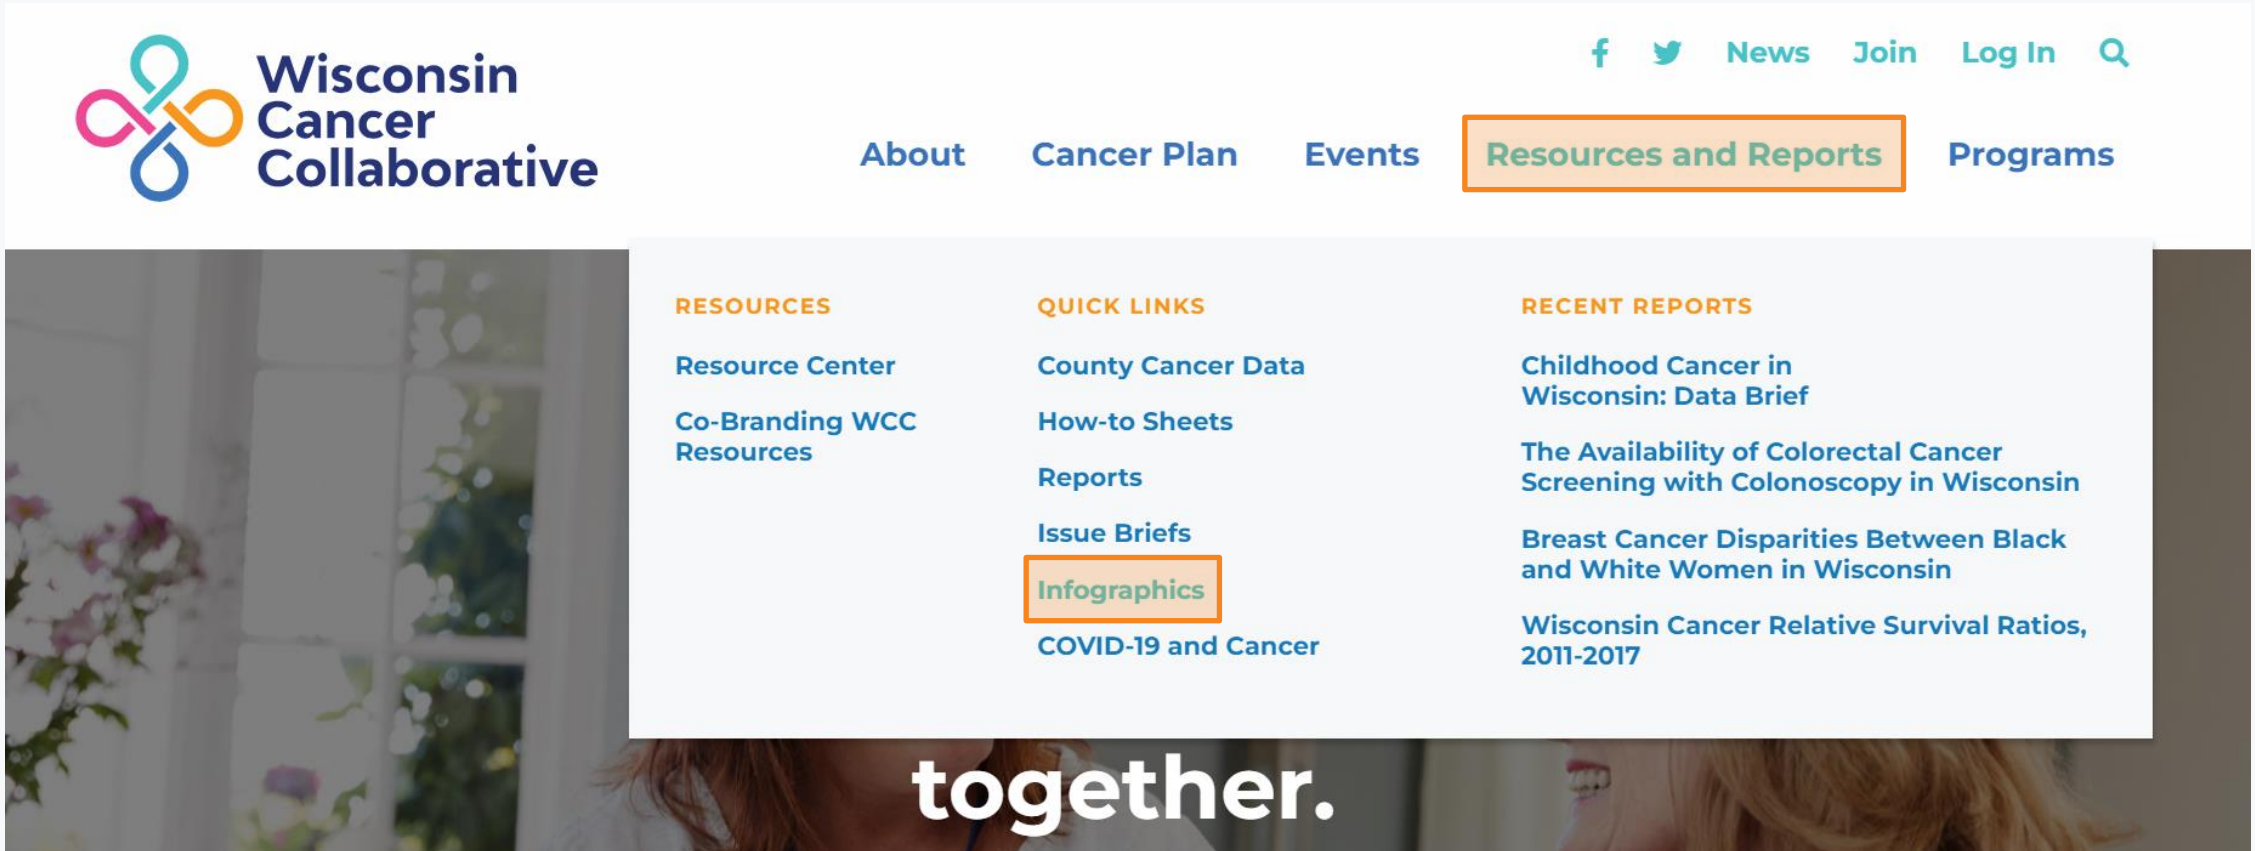 Wisconsin
Cancer
Collaborative
News Join Log In
About Cancer Plan Events Resources and Reports Programs
RESOURCES
Resource Center
Co-Branding WCC
Resources
QUICK LINKS
County Cancer Data
How-to Sheets
Reports
Issue Briefs
Infographics
COVID-19 and Cancer
RECENT REPORTS
Childhood Cancer in
Wisconsin: Data Brief
The Availability of Colorectal Cancer
Screening with Colonoscopy in Wisconsin
Breast Cancer Disparities Between Black
and White Women in Wisconsin
Wisconsin Cancer Relative Survival Ratios,
2011-2017
together.